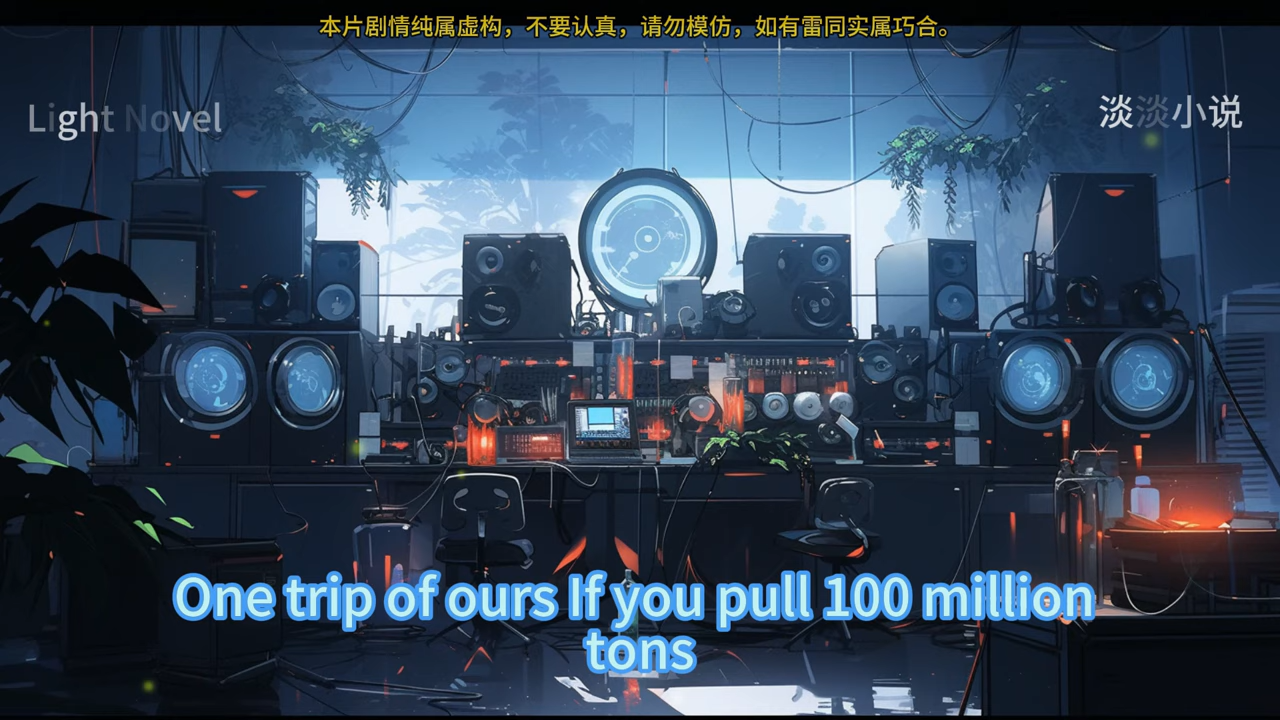 本片剧情纯属虚构，不要认真，请勿模仿，如有雷同实属巧合。
Light Novel
淡淡小说
One trip of ours If you pull 100 million
tons